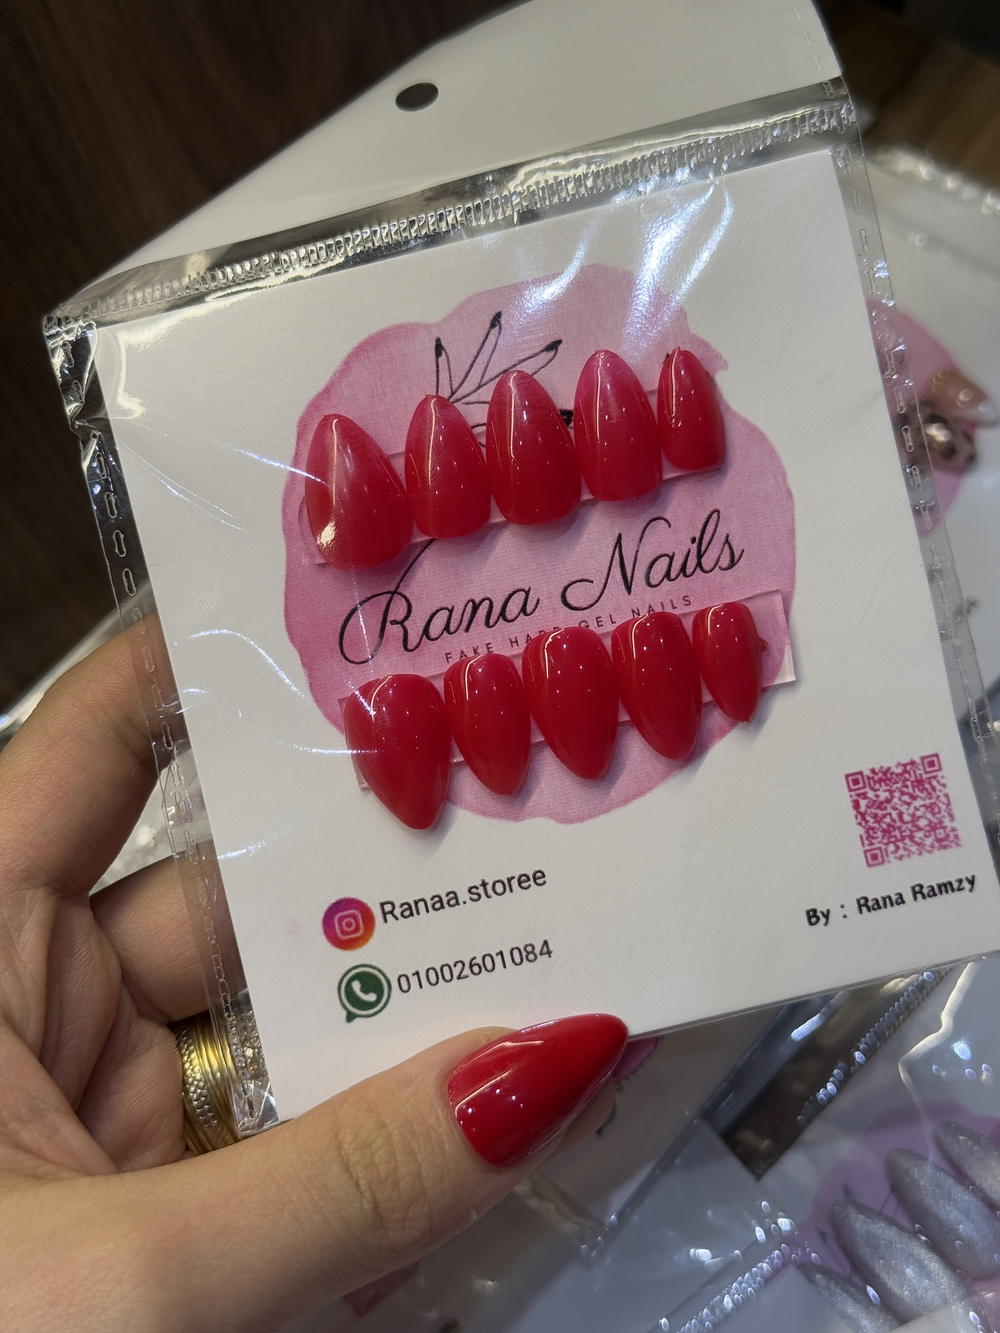 Rana Nails
FAKE HARD GEL NAILS
Ranaa.storee
01002601084
By : Rana Ramzy